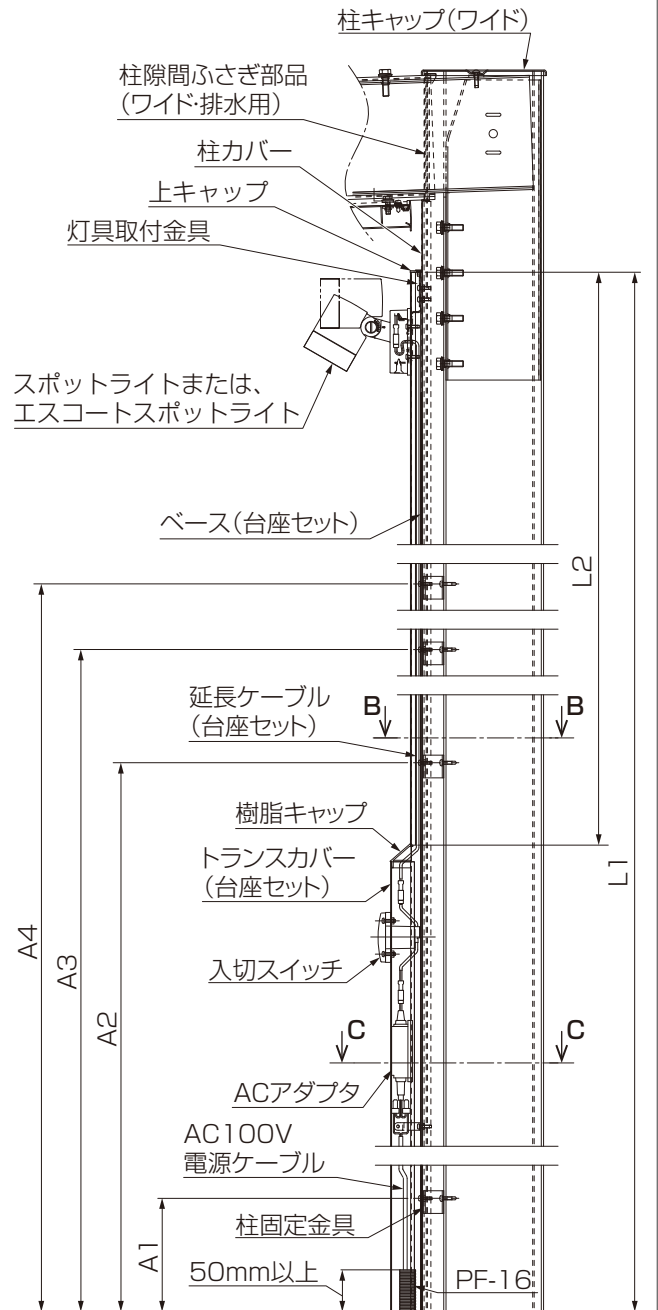 柱キャップ(ワイド)
柱隙間ふさぎ部品
(ワイド・排水用)
柱カバー
上キャップ
灯具取付金具
スポットライトまたは、
エスコートスポットライト
ベース(台座セット)
L2
延長ケーブル
(台座セット)
B
B
樹脂キャップ
トランスカバー
(台座セット)
L1
A4
A3
A2
入切スイッチ
C
C
ACアダプタ
AC100V
電源ケーブル
柱固定金具
A1
50mm以上
PF-16